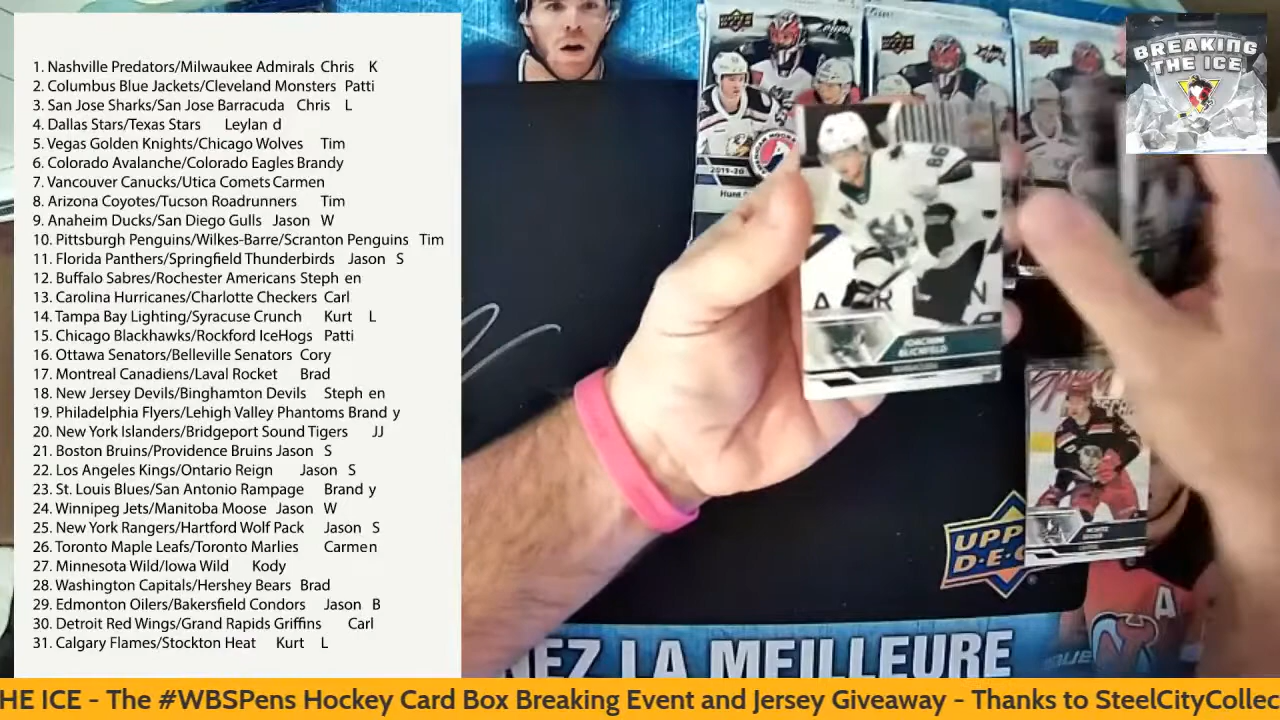 1. Nashville Predators/Milwaukee Admirals Chris K
2. Columbus Blue Jackets/Cleveland Monsters Patti
3. San Jose Sharks/San Jose Barracuda Chris L
4. Dallas Stars/Texas Stars Leylan d
5. Vegas Golden Knights/Chicago Wolves Tim
6. Colorado Avalanche/Colorado Eagles Brandy
7. Vancouver Canucks/Utica Comets Carmen
8. Arizona Coyotes/Tucson Roadrunners Tim
9. Anaheim Ducks/San Diego Gulls Jason W
10. Pittsburgh Penguins/Wilkes-Barre/Scranton Penguins Tim
11. Florida Panthers/Springfield Thunderbirds Jason S
12. Buffalo Sabres/Rochester Americans Steph en
13. Carolina Hurricanes/Charlotte Checkers Carl
14. Tampa Bay Lighting/Syracuse Crunch Kurt L
15. Chicago Blackhawks/Rockford IceHogs Patti
16. Ottawa Senators/Belleville Senators Cory
17. Montreal Canadiens/Laval Rocket Brad
18. New Jersey Devils/Binghamton Devils Steph en
19. Philadelphia Flyers/Lehigh Valley Phantoms Brand y
20. New York Islanders/Bridgeport Sound Tigers JJ
21. Boston Bruins/Providence Bruins Jason S
22. Los Angeles Kings/Ontario Reign Jason S
23. St. Louis Blues/San Antonio Rampage Brand y
24. Winnipeg Jets/Manitoba Moose Jason W
25. New York Rangers/Hartford Wolf Pack Jason S
26. Toronto Maple Leafs/Toronto Marlies Carmen
27. Minnesota Wild/Iowa Wild Kody
28. Washington Capitals/Hershey Bears Brad
29. Edmonton Oilers/Bakersfield Condors Jason B
30. Detroit Red Wings/Grand Rapids Griffins Carl
31. Calgary Flames/Stockton Heat Kurt L
BREAKING
THE ICE
2019-20
86
JOACHIM
BLICHFELD
BARRACUDA
UPP
D·E·C
A
NEZ LA MEILLEURE
HE ICE - The #WBSPens Hockey Card Box Breaking Event and Jersey Giveaway - Thanks to SteelCityCollec